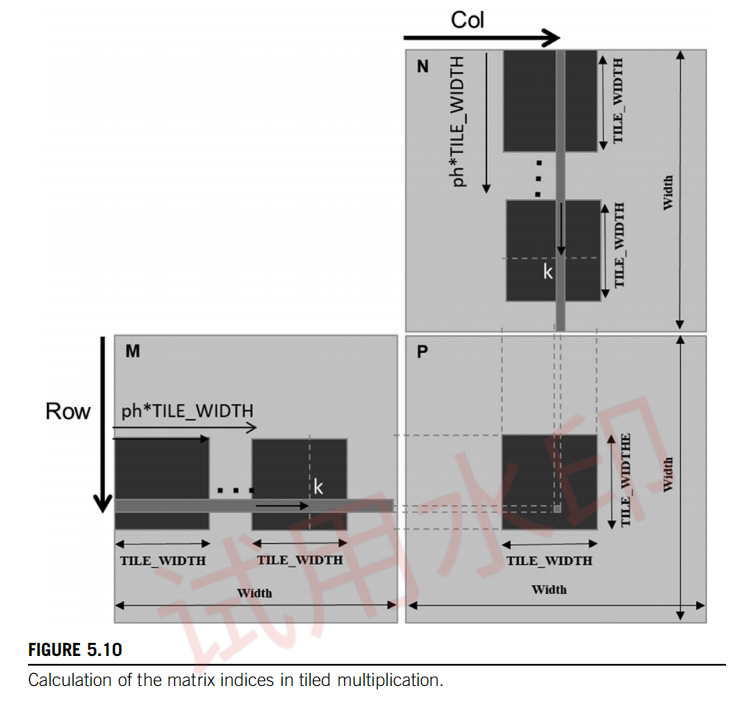 Col
N
ph*TILE_WIDTH
TILE_WIDTH
Width
TILE_WIDTH
k
M
P
Row
ph*TILE_WIDTH
k
TILE_WIDTHE
Width
TILE_WIDTH
TILE_WIDTH
TILE_WIDTH
Width
Width
试用水印
FIGURE 5.10
Calculation of the matrix indices in tiled multiplication.